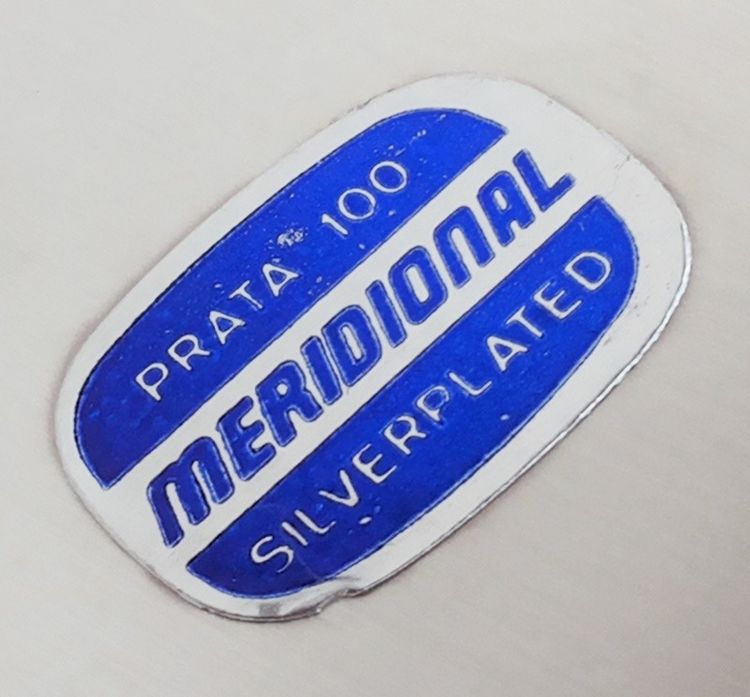 PRATA 100
MERIDIONAL
SILVERPLATED